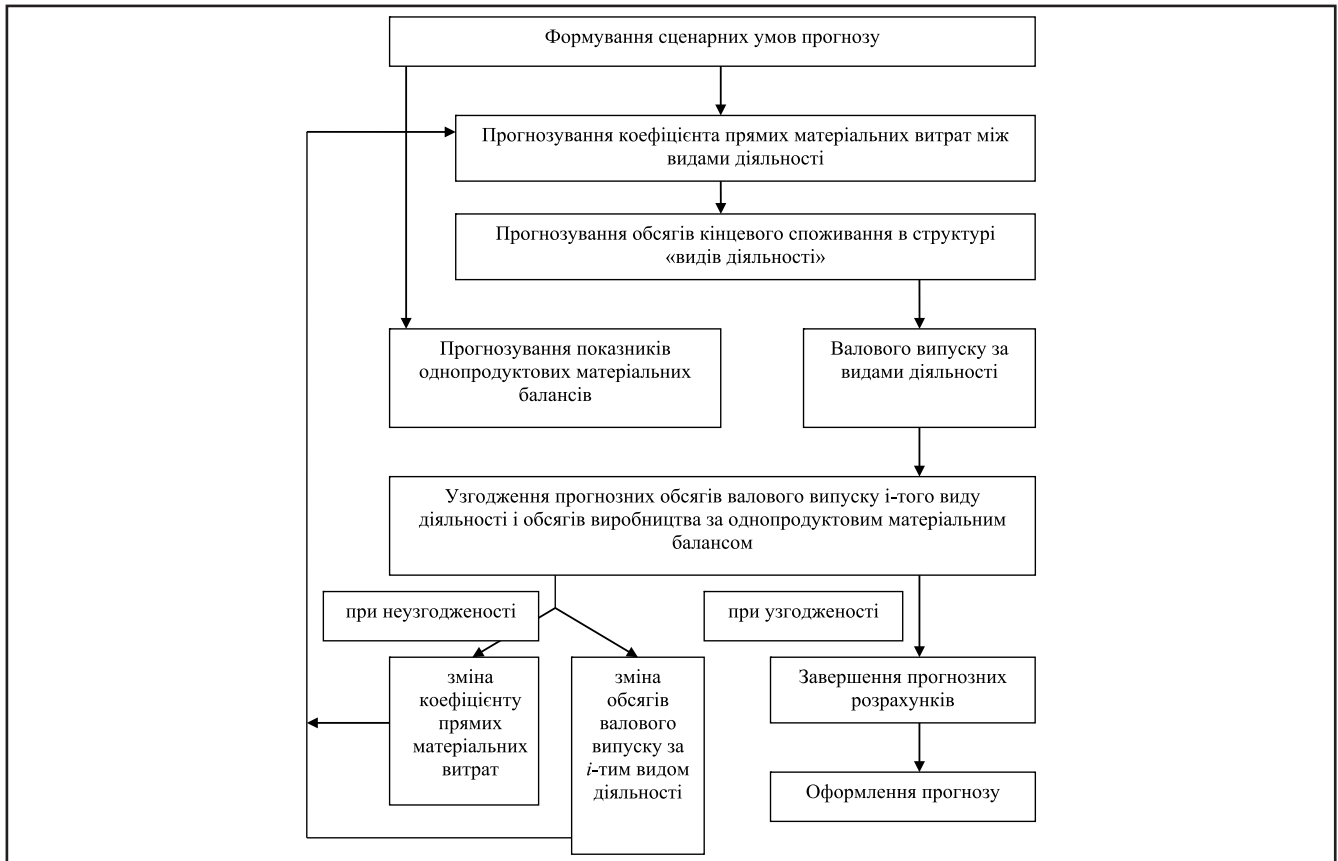 Формування сценарних умов прогнозу
Прогнозування коефіцієнта прямих матеріальних витрат між
видами діяльності
Прогнозування обсягів кінцевого споживання в структурі
«видів діяльності»
Прогнозування показників
однопродуктових матеріальних
балансів
Валового випуску за
видами діяльності
Узгодження прогнозних обсягів валового випуску і-того виду
діяльності і обсягів виробництва за однопродуктовим матеріальним
балансом
при неузгодженості
при узгодженості
зміна
коефіцієнту
прямих
матеріальних
витрат
зміна
обсягів
валового
випуску за
і-тим видом
діяльності
Завершення прогнозних
розрахунків
Оформлення прогнозу